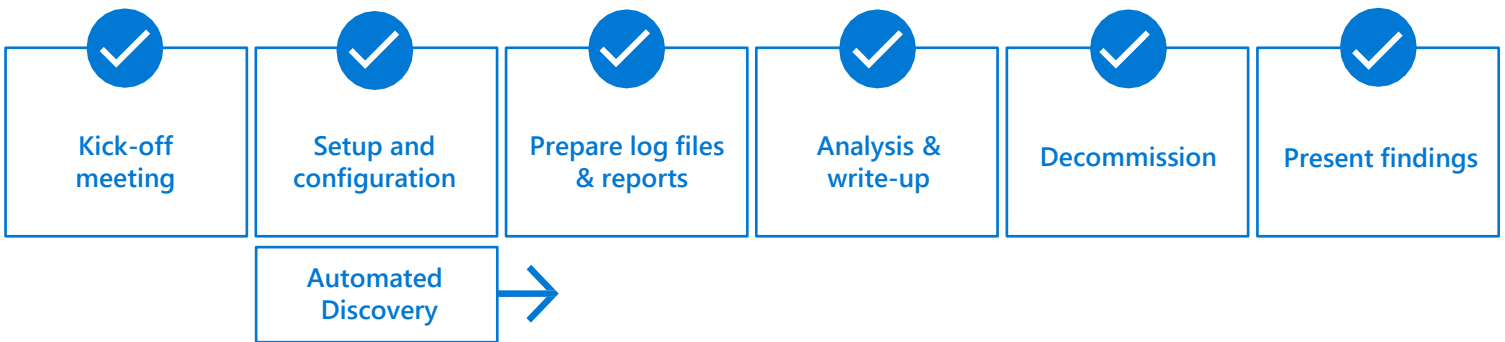 Kick-off
meeting
Setup and
configuration
Prepare log files
& reports
Analysis &
write-up
Decommission
Present findings
Automated
Discovery